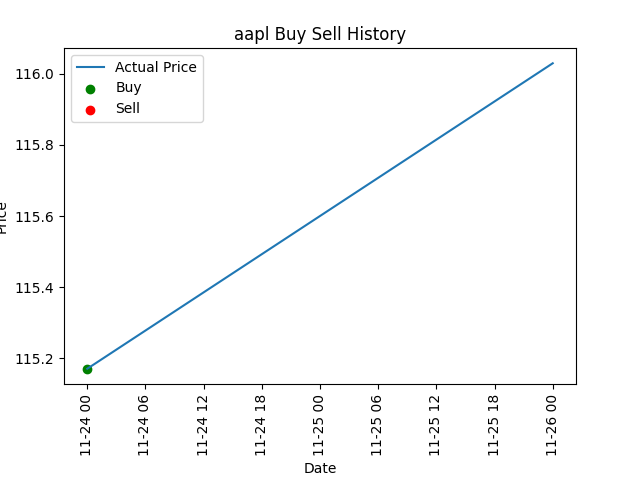 aapl Buy Sell History
Actual Price
Buy
Sell
Price
116.0
115.8
115.6
115.4
115.2
11-24 00
11-24 06
11-24 12
11-24 18
11-25 00
11-25 06
11-25 12
11-25 18
11-26 00
Date